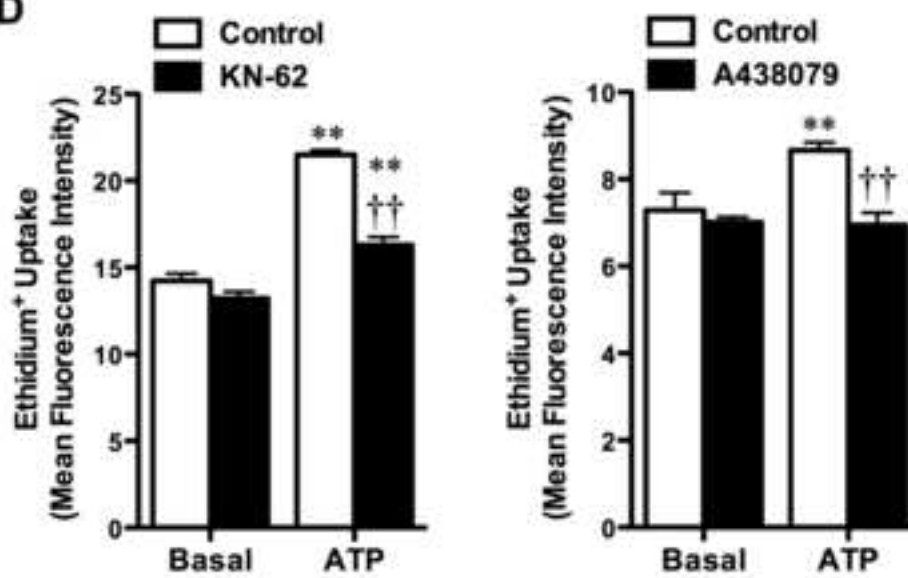 D
Control
KN-62
Ethidium⁺ Uptake
(Mean Fluorescence Intensity)
25
20
15
10
5
0
**
**
††
Basal
ATP
Control
A438079
Ethidium⁺ Uptake
(Mean Fluorescence Intensity)
10
8
6
4
2
0
**
††
Basal
ATP